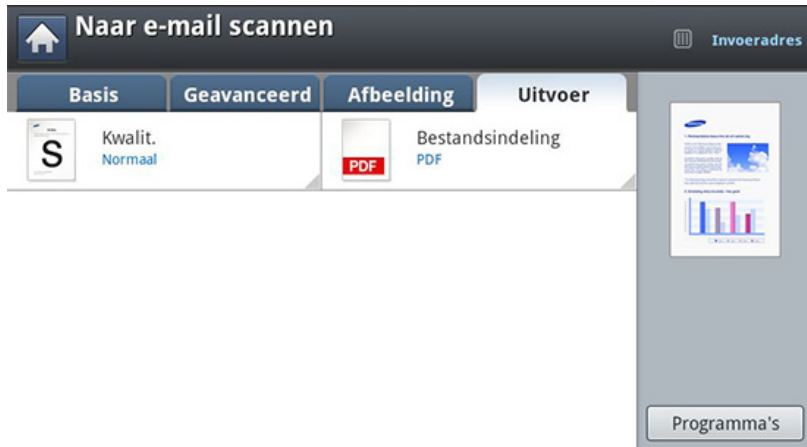 Naar e-mail scannen
Invoeradres
Basis
Geavanceerd
Afbeelding
Uitvoer
S
Kwalit.
Normaal
PDF
Bestandsindeling
PDF
Programma's